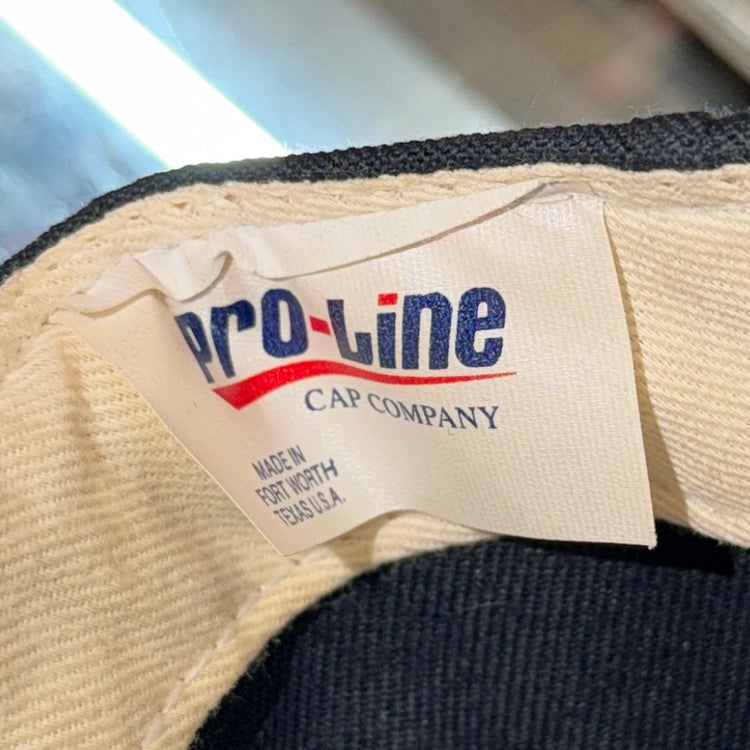 Pro-Line
CAP COMPANY
MADE IN
FORT WORTH
TEXAS U.S.A.